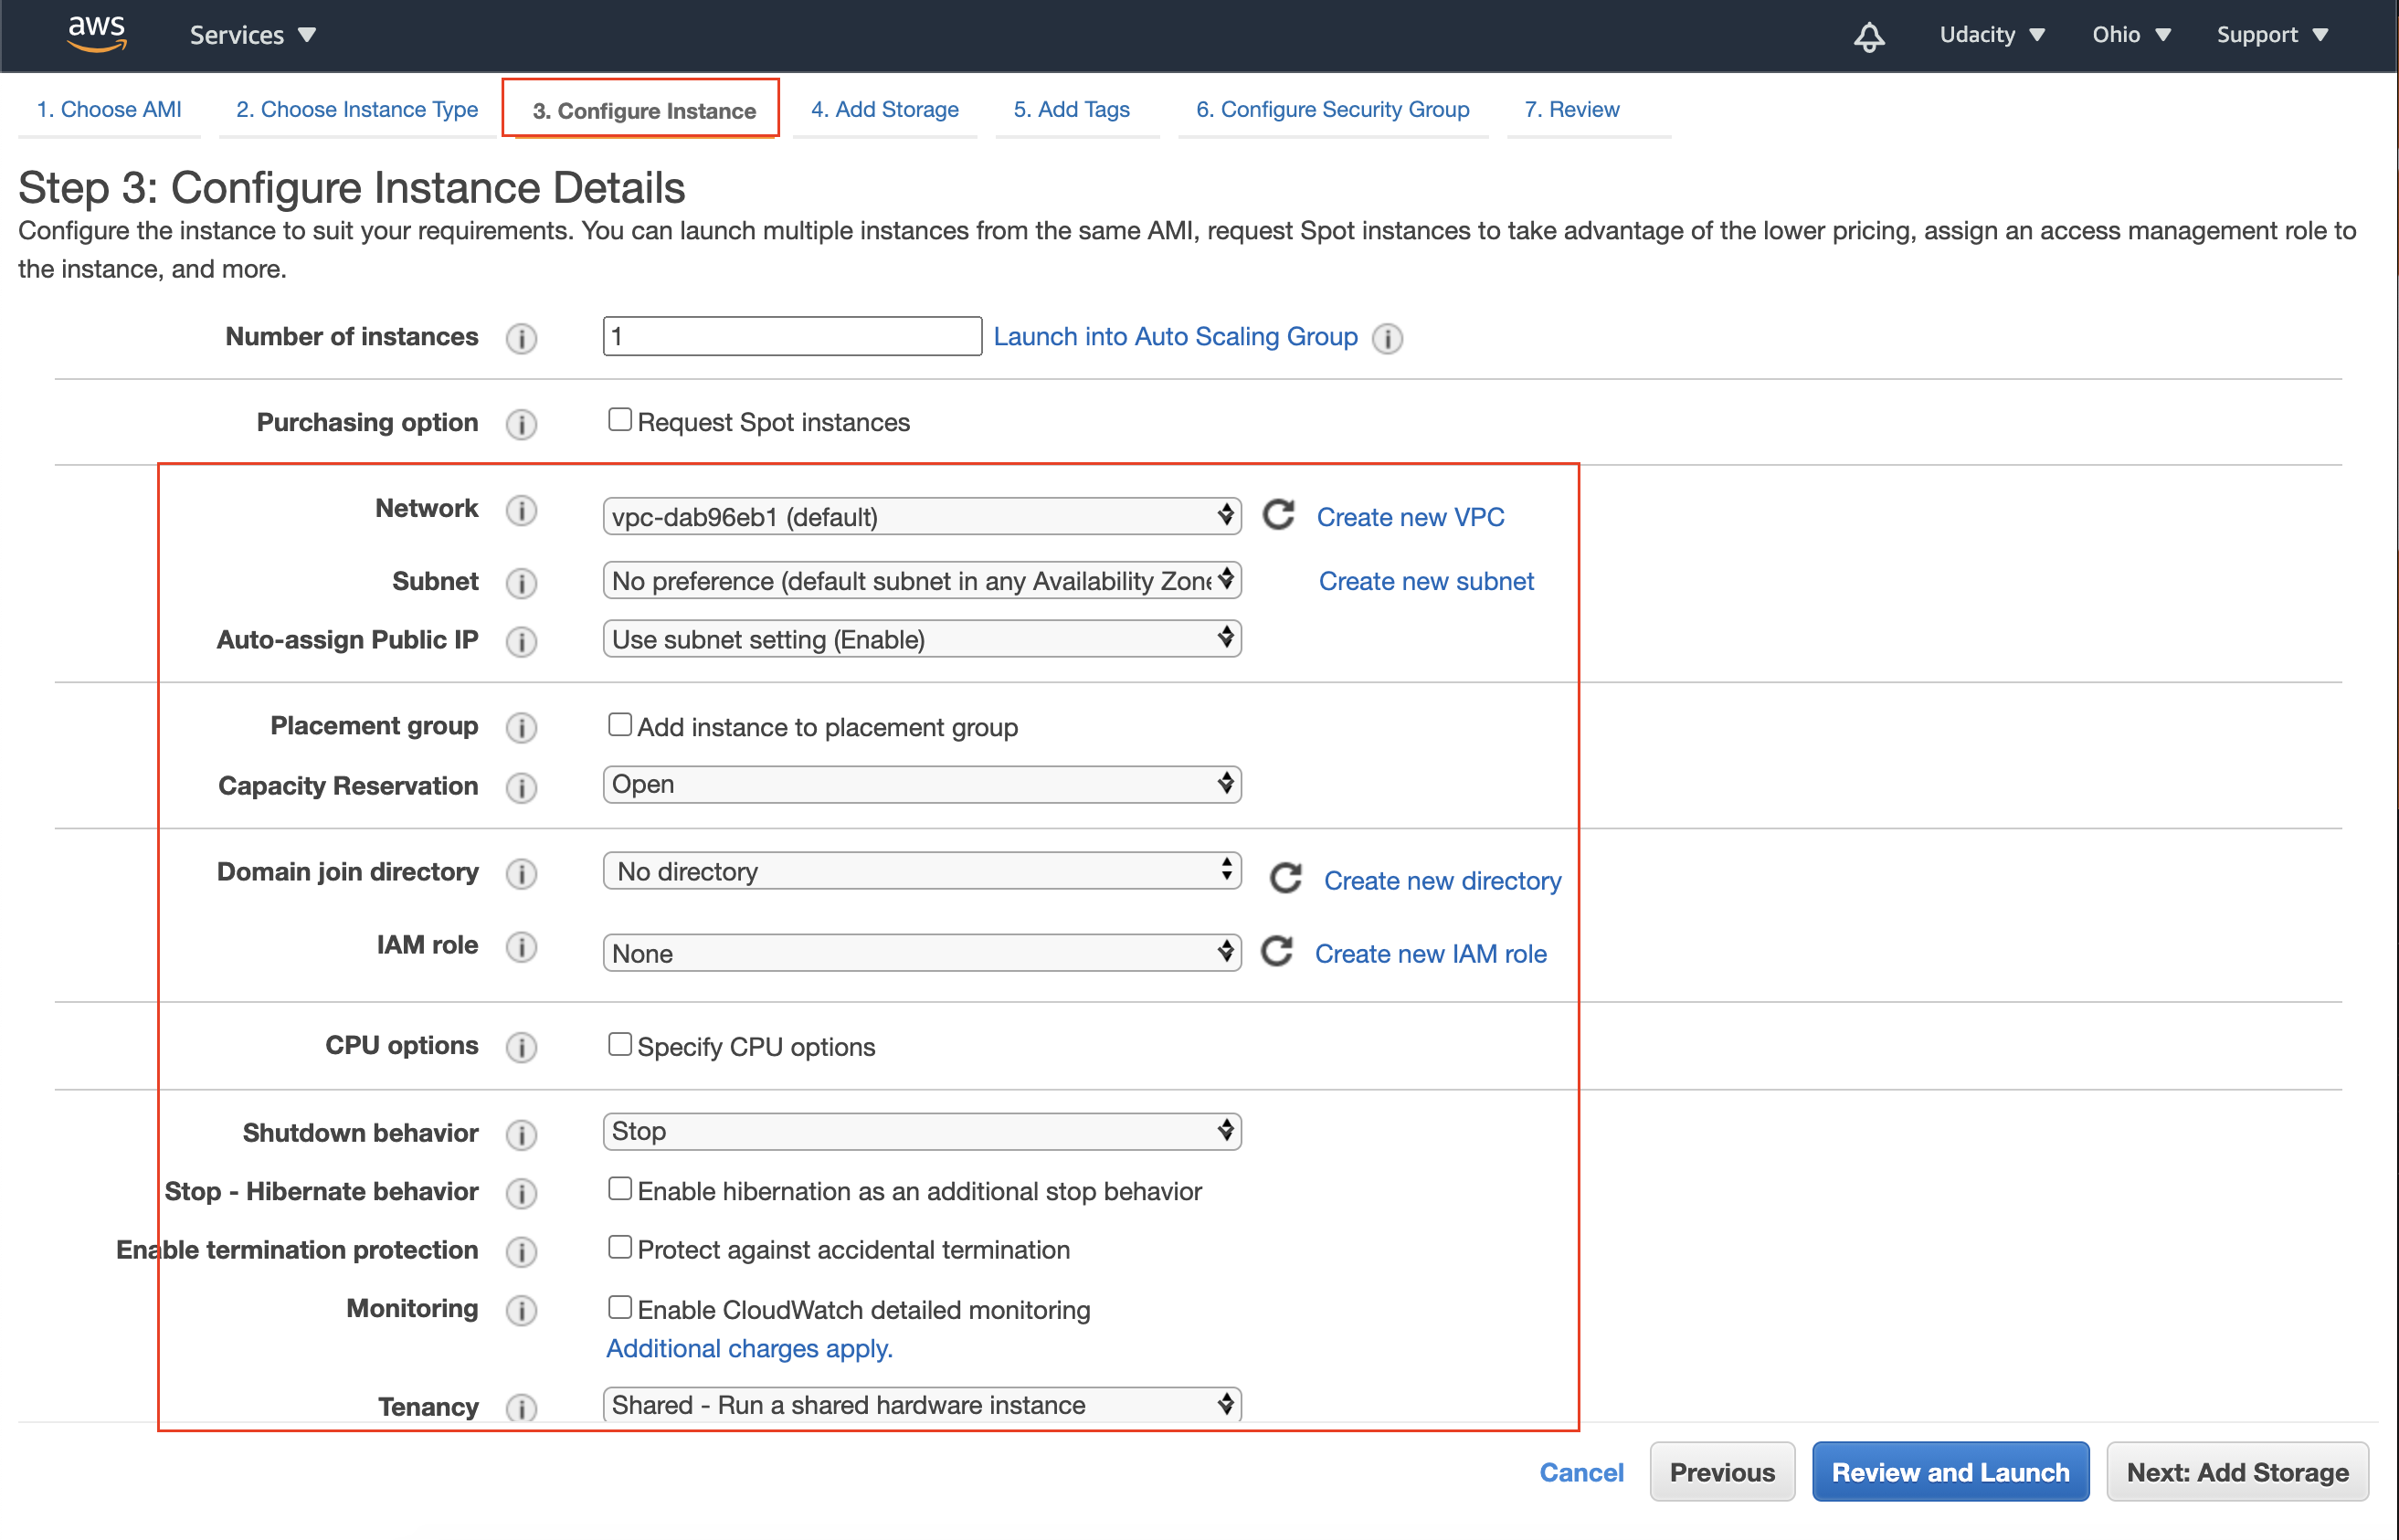 aws
Services
Udacity
Ohio
Support
1. Choose AMI
2. Choose Instance Type
3. Configure Instance
4. Add Storage
5. Add Tags
6. Configure Security Group
7. Review
Step 3: Configure Instance Details
Configure the instance to suit your requirements. You can launch multiple instances from the same AMI, request Spot instances to take advantage of the lower pricing, assign an access management role to
the instance, and more.
Number of instances
1
Launch into Auto Scaling Group
Purchasing option
Request Spot instances
Network
vpc-dab96eb1 (default)
Create new VPC
Subnet
No preference (default subnet in any Availability Zone
Create new subnet
Auto-assign Public IP
Use subnet setting (Enable)
Placement group
Add instance to placement group
Capacity Reservation
Open
Domain join directory
No directory
Create new directory
IAM role
None
Create new IAM role
CPU options
Specify CPU options
Shutdown behavior
Stop
Stop - Hibernate behavior
Enable hibernation as an additional stop behavior
Enable termination protection
Protect against accidental termination
Monitoring
Enable CloudWatch detailed monitoring
Additional charges apply.
Tenancy
Shared - Run a shared hardware instance
Cancel
Previous
Review and Launch
Next: Add Storage